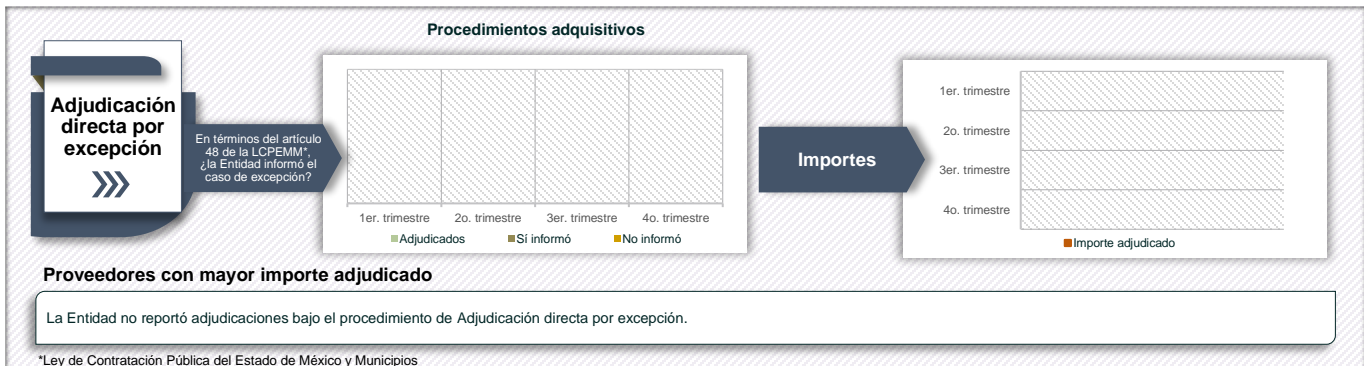 Procedimientos adquisitivos
Adjudicación
directa por
excepción
En términos del artículo
48 de la LCPEMM*,
¿la Entidad informó el
caso de excepción?
1er. trimestre 2o. trimestre 3er. trimestre 4o. trimestre
Adjudicados Sí informó No informó
Importes
1er. trimestre
2o. trimestre
3er. trimestre
4o. trimestre
Importe adjudicado
Proveedores con mayor importe adjudicado
La Entidad no reportó adjudicaciones bajo el procedimiento de Adjudicación directa por excepción.
*Ley de Contratación Pública del Estado de México y Municipios